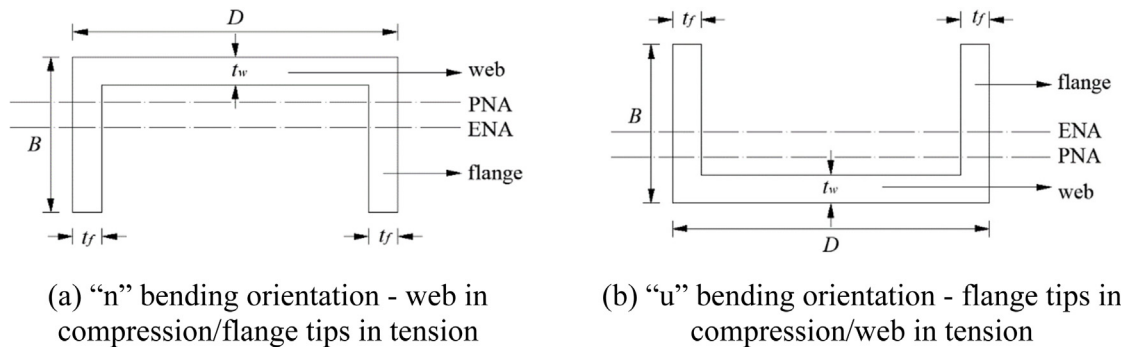 D
t_w
web
PNA
ENA
B
flange
t_f
t_f
(a) “n” bending orientation - web in
compression/flange tips in tension
t_f
t_f
flange
B
ENA
PNA
t_w
web
D
(b) “u” bending orientation - flange tips in
compression/web in tension